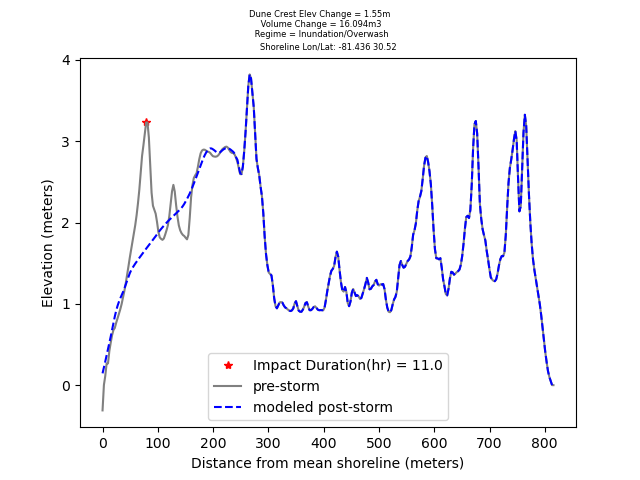 Dune Crest Elev Change = 1.55m
Volume Change = 16.094m3
Regime = Inundation/Overwash
Shoreline Lon/Lat: -81.436 30.52
4
3
2
1
0
Elevation (meters)
Impact Duration(hr) = 11.0
pre-storm
modeled post-storm
0 100 200 300 400 500 600 700 800
Distance from mean shoreline (meters)